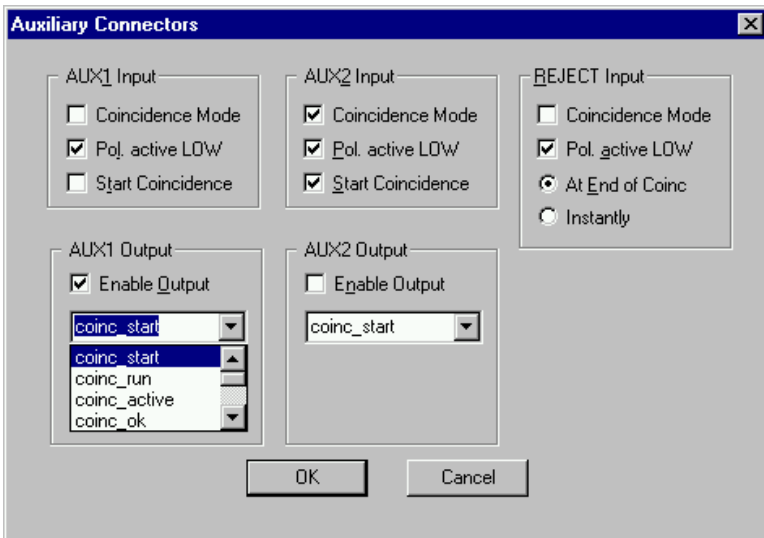 Auxiliary Connectors
AUX1 Input
Coincidence Mode
Pol. active LOW
Start Coincidence
AUX2 Input
Coincidence Mode
Pol. active LOW
Start Coincidence
REJECT Input
Coincidence Mode
Pol. active LOW
At End of Coinc
Instantly
AUX1 Output
Enable Output
coinc_start
coinc_start
coinc_run
coinc_active
coinc_ok
AUX2 Output
Enable Output
coinc_start
OK
Cancel